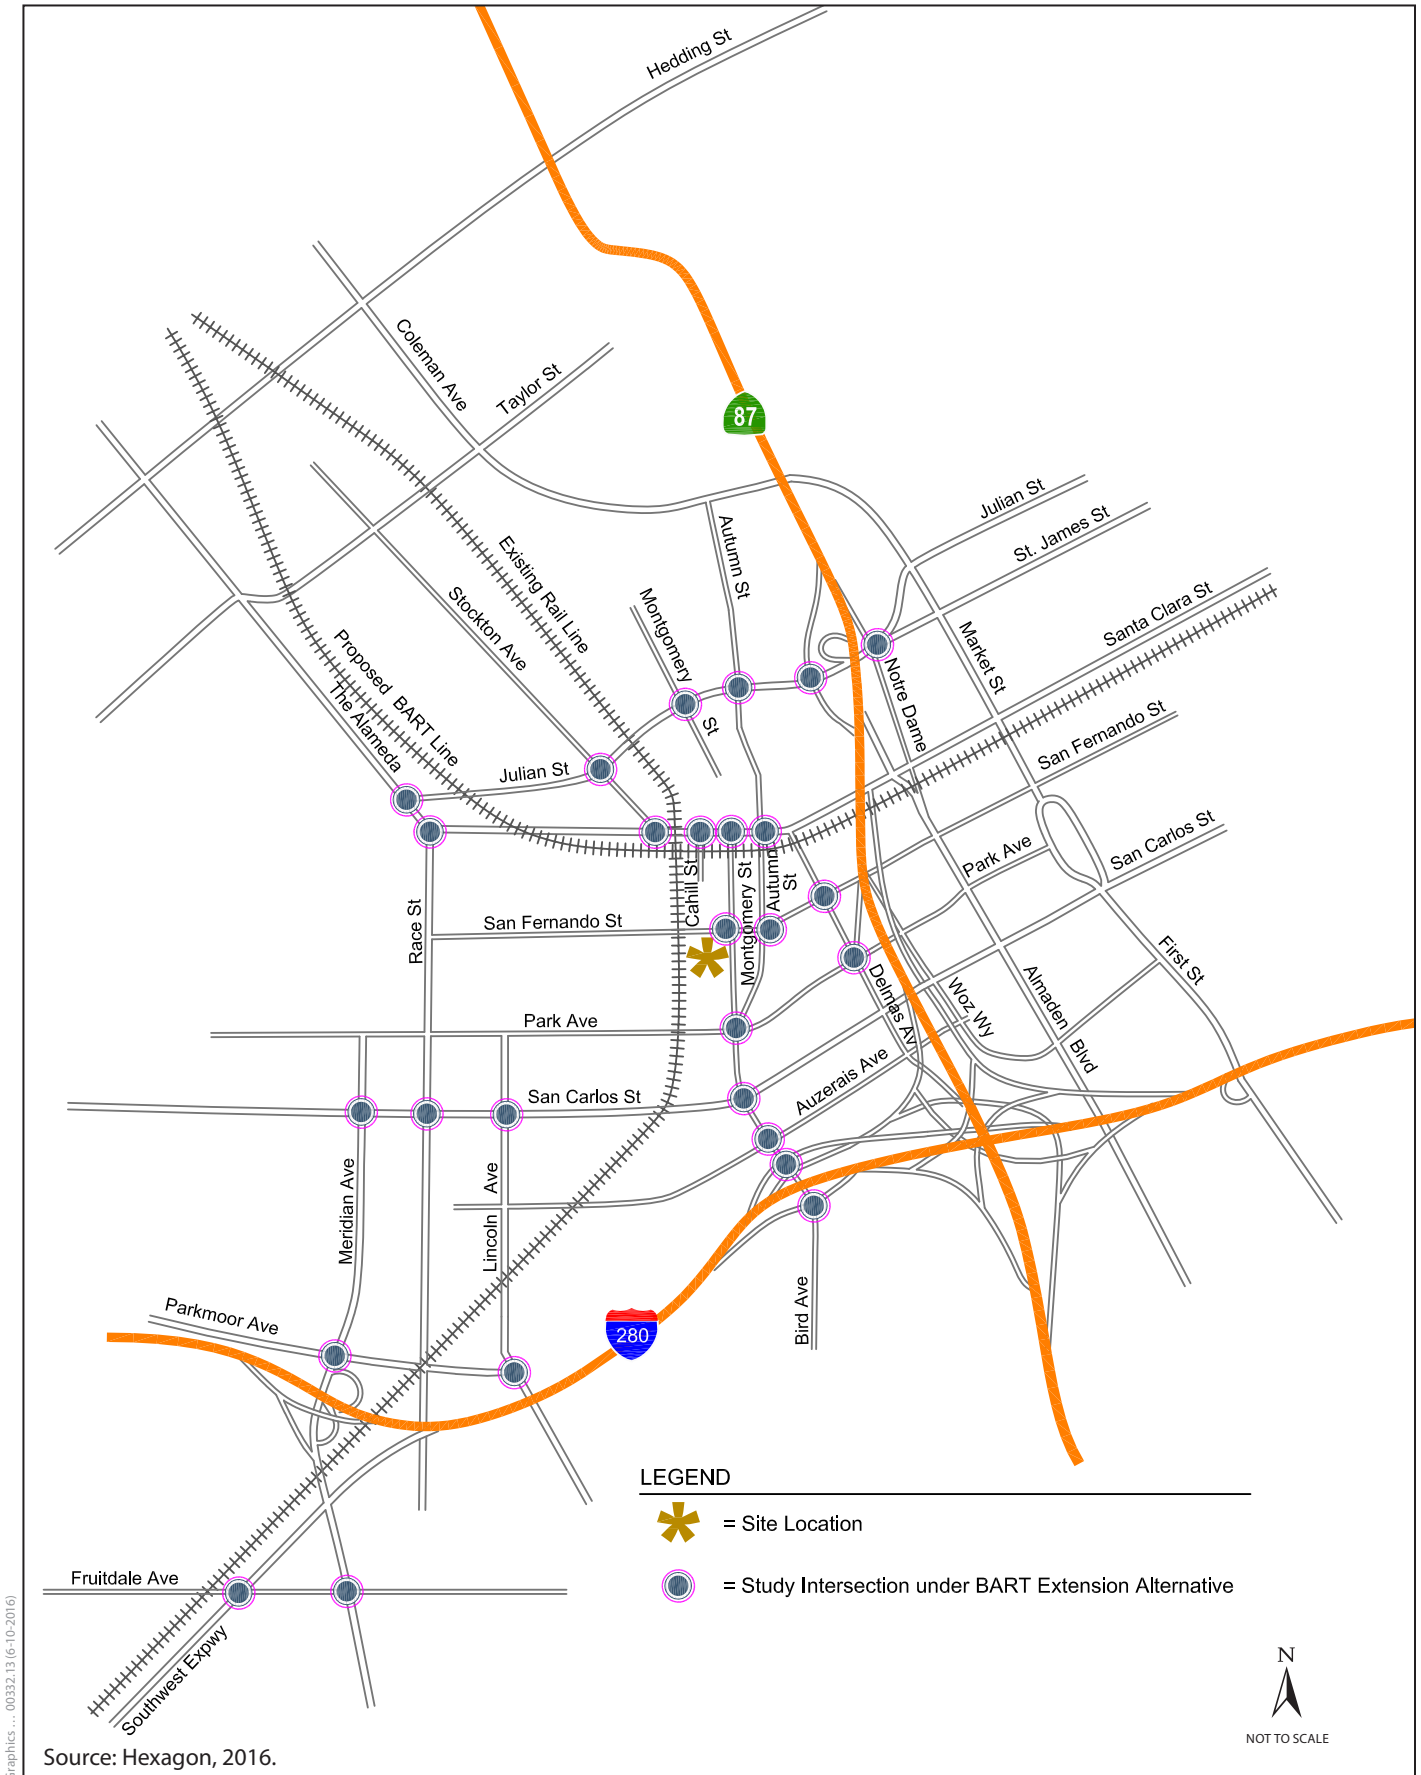 Hedding St
Coleman Ave
Taylor St
87
Julian St
St. James St
Autumn St
Existing Rail Line
Montgomery
St
Stockton Ave
Santa Clara St
Market St
Proposed BART Line
The Alameda
Notre Dame
San Fernando St
Julian St
San Carlos St
Park Ave
Cahill St
Montgomery St
Autumn
St
Race St
San Fernando St
First St
Delmas Av
Woz Wy
Almaden
Blvd
Park Ave
Auzerais Ave
San Carlos St
Meridian Ave
Lincoln
Ave
Bird Ave
Parkmoor Ave
280
LEGEND
= Site Location
= Study Intersection under BART Extension Alternative
Fruitdale Ave
Southwest Expwy
N
NOT TO SCALE
Source: Hexagon, 2016.
00332.13 (6-10-2016)